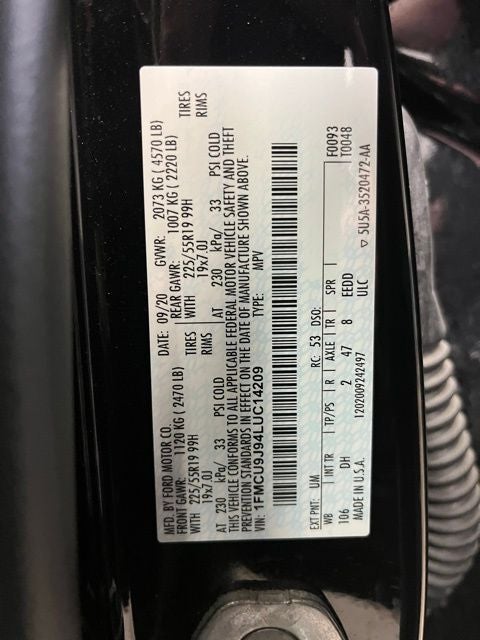 MFD. BY FORD MOTOR CO. DATE: 09/20 GVWR: 2073 KG ( 4570 LB)
FRONT GAWR: 1120 KG ( 2470 LB) REAR GAWR: 1007 KG ( 2220 LB)
WITH 225/55R19 99H TIRES WITH 225/55R19 99H TIRES
19x7.0J RIMS 19x7.0J RIMS
AT 230 kPa/ 33 PSI COLD AT 230 kPa/ 33 PSI COLD
THIS VEHICLE CONFORMS TO ALL APPLICABLE FEDERAL MOTOR VEHICLE SAFETY AND THEFT
PREVENTION STANDARDS IN EFFECT ON THE DATE OF MANUFACTURE SHOWN ABOVE.
VIN: 1FMCU9J94LUC14209 TYPE: MPV
F0093
T0048
EXT PNT: UM RC: 53 DSO:
WB INT TR TP/PS R AXLE TR SPR
106 DH 2 47 8 EEDD
MADE IN U.S.A. 1202009242497 ULC
▽ 5U5A-3520472-AA